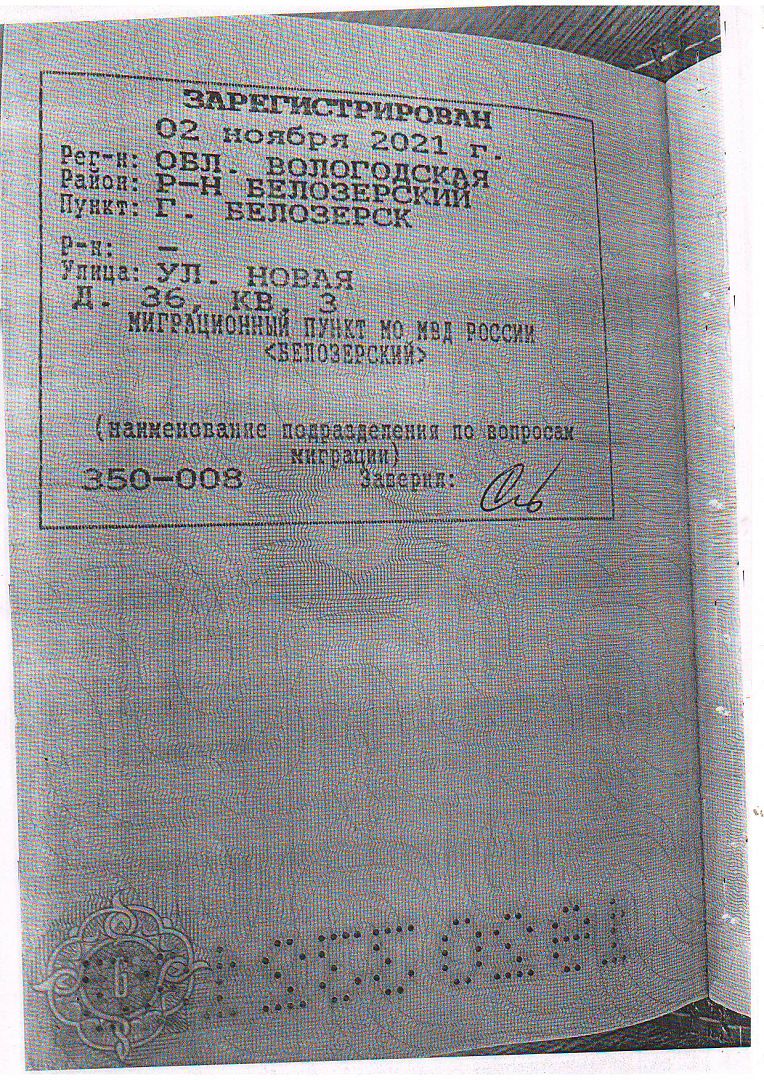 ЗАРЕГИСТРИРОВАН
02 ноября 2021 г.
Рег-н: ОБЛ. ВОЛОГОДСКАЯ
Район: Р-Н БЕЛОЗЕРСКИЙ
Пункт: Г. БЕЛОЗЕРСК
р-н: -
Улица: УЛ. НОВАЯ
Д. 36, КВ. 3
МИГРАЦИОННЫЙ ПУНКТ МО МВД РОССИИ
<БЕЛОЗЕРСКИЙ>
(наименование подразделения по вопросам
миграции)
350-008 Заверил:
6